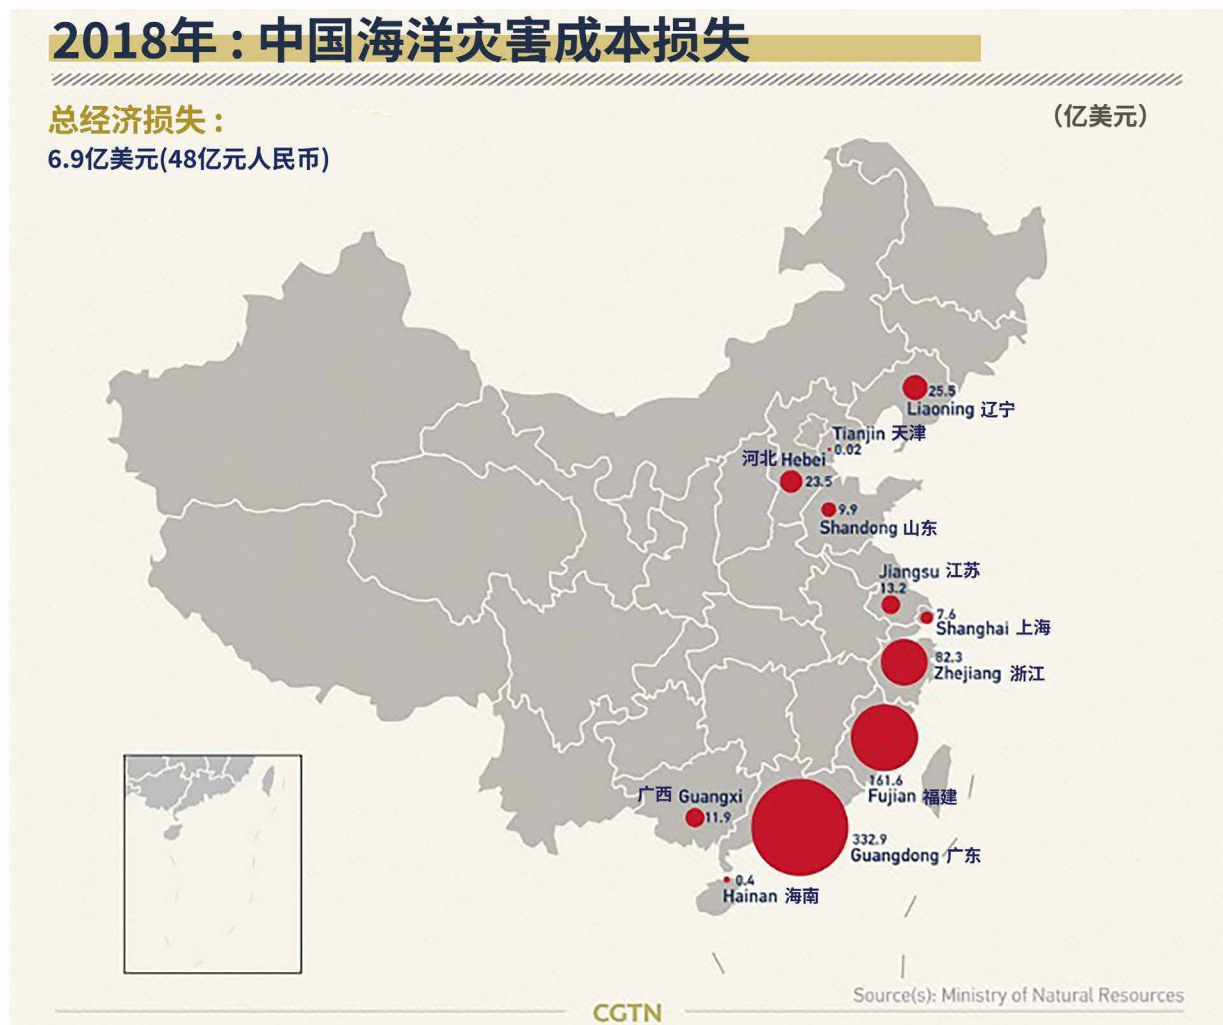 2018年：中国海洋灾害成本损失
总经济损失：
6.9亿美元(48亿元人民币)
（亿美元）
25.5
Liaoning 辽宁
Tianjin 天津
0.02
河北 Hebei
23.5
9.9
Shandong 山东
Jiangsu 江苏
13.2
7.6
Shanghai 上海
82.3
Zhejiang 浙江
161.6
Fujian 福建
广西 Guangxi
11.9
332.9
Guangdong 广东
0.4
Hainan 海南
Source(s): Ministry of Natural Resources
CGTN